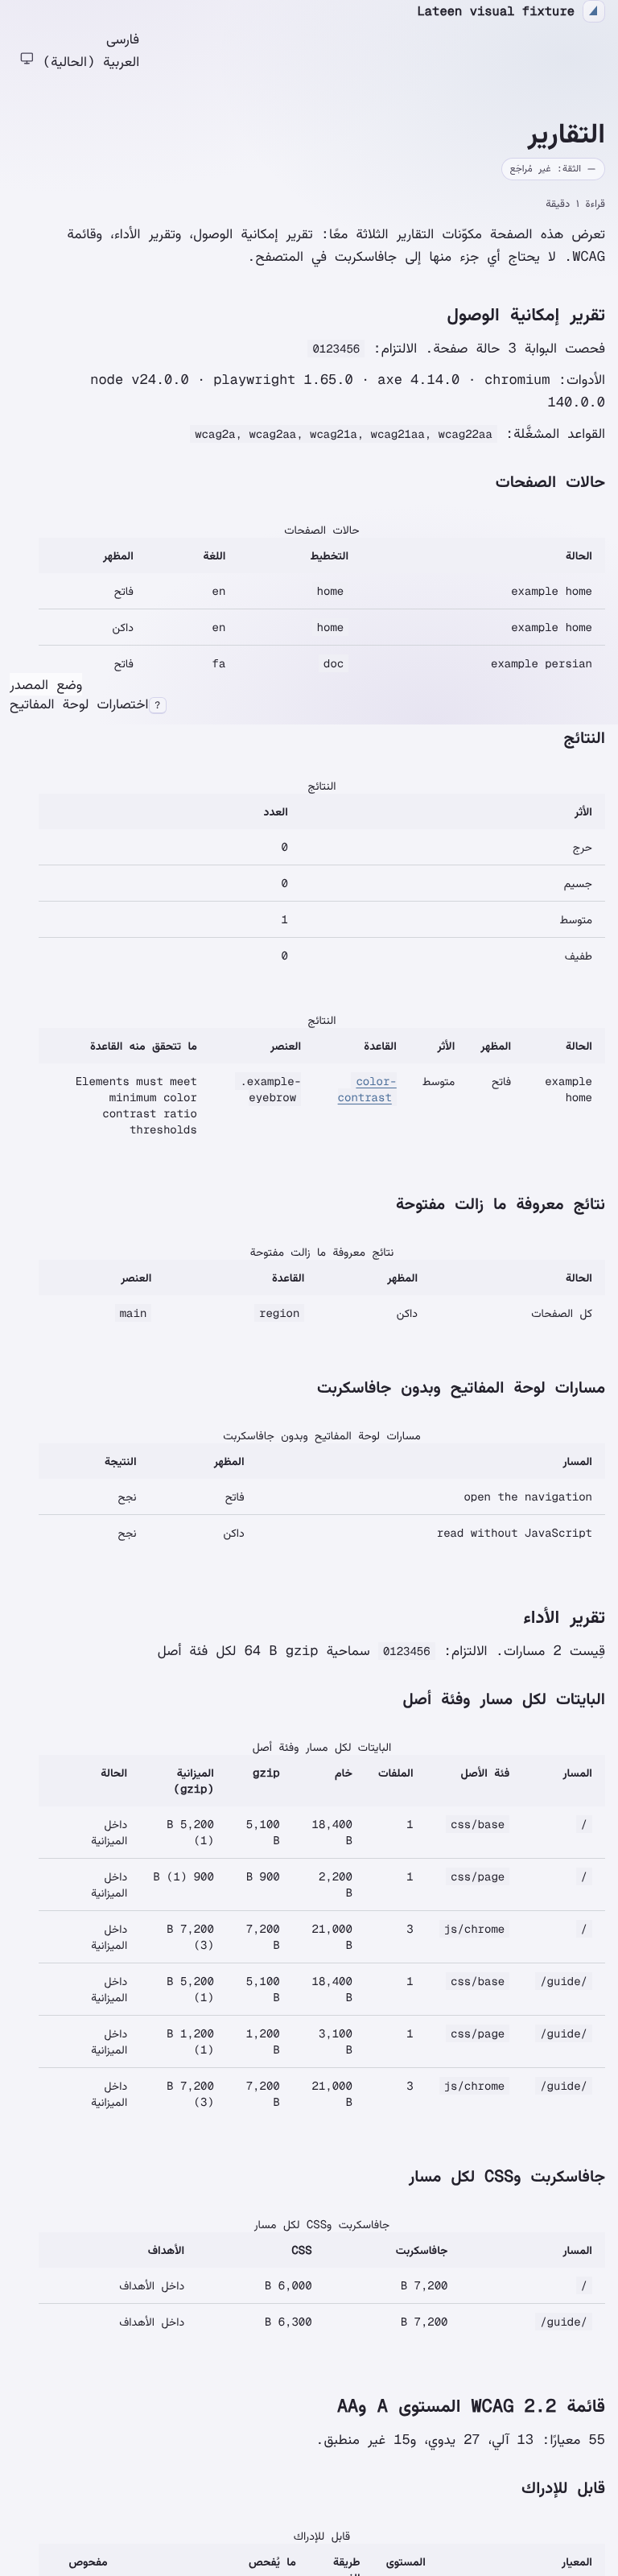 Lateen visual fixture
فارسی
العربية (الحالية)
التقارير
— الثقة: غير مُراجَع
قراءة ١ دقيقة
تعرض هذه الصفحة مكوّنات التقارير الثلاثة معًا: تقرير إمكانية الوصول، وتقرير الأداء، وقائمة
WCAG. لا يحتاج أي جزء منها إلى جافاسكربت في المتصفح.
تقرير إمكانية الوصول
فحصت البوابة 3 حالة صفحة. الالتزام: 0123456
الأدوات: node v24.0.0 · playwright 1.65.0 · axe 4.14.0 · chromium
140.0.0
القواعد المشغَّلة: wcag2a, wcag2aa, wcag21a, wcag21aa, wcag22aa
حالات الصفحات
حالات الصفحات
الحالة التخطيط اللغة المظهر
example home home en فاتح
example home home en داكن
example persian doc fa فاتح
وضع المصدر
? اختصارات لوحة المفاتيح
النتائج
النتائج
الأثر العدد
حرج 0
جسيم 0
متوسط 1
طفيف 0
النتائج
الحالة المظهر الأثر القاعدة العنصر ما تتحقق منه القاعدة
example فاتح متوسط color- .example- Elements must meet
home contrast eyebrow minimum color
contrast ratio
thresholds
نتائج معروفة ما زالت مفتوحة
نتائج معروفة ما زالت مفتوحة
الحالة المظهر القاعدة العنصر
كل الصفحات داكن region main
مسارات لوحة المفاتيح وبدون جافاسكربت
مسارات لوحة المفاتيح وبدون جافاسكربت
المسار المظهر النتيجة
open the navigation فاتح نجح
read without JavaScript داكن نجح
تقرير الأداء
قِيست 2 مسارات. الالتزام: 0123456 سماحية 64 B gzip لكل فئة أصل
البايتات لكل مسار وفئة أصل
البايتات لكل مسار وفئة أصل
المسار فئة الأصل الملفات خام gzip الميزانية الحالة
(gzip)
/ css/base 1 18,400 5,100 5,200 B داخل
B B (1) الميزانية
/ css/page 1 2,200 900 B 900 B (1) داخل
B الميزانية
/ js/chrome 3 21,000 7,200 7,200 B داخل
B B (3) الميزانية
/guide/ css/base 1 18,400 5,100 5,200 B داخل
B B (1) الميزانية
/guide/ css/page 1 3,100 1,200 1,200 B داخل
B B (1) الميزانية
/guide/ js/chrome 3 21,000 7,200 7,200 B داخل
B B (3) الميزانية
جافاسكربت وCSS لكل مسار
جافاسكربت وCSS لكل مسار
المسار جافاسكربت CSS الأهداف
/ 7,200 B 6,000 B داخل الأهداف
/guide/ 7,200 B 6,300 B داخل الأهداف
قائمة WCAG 2.2 المستوى A وAA
55 معيارًا: 13 آلي، 27 يدوي، و15 غير منطبق.
قابل للإدراك
قابل للإدراك
المعيار المستوى طريقة ما يُفحص مفحوص